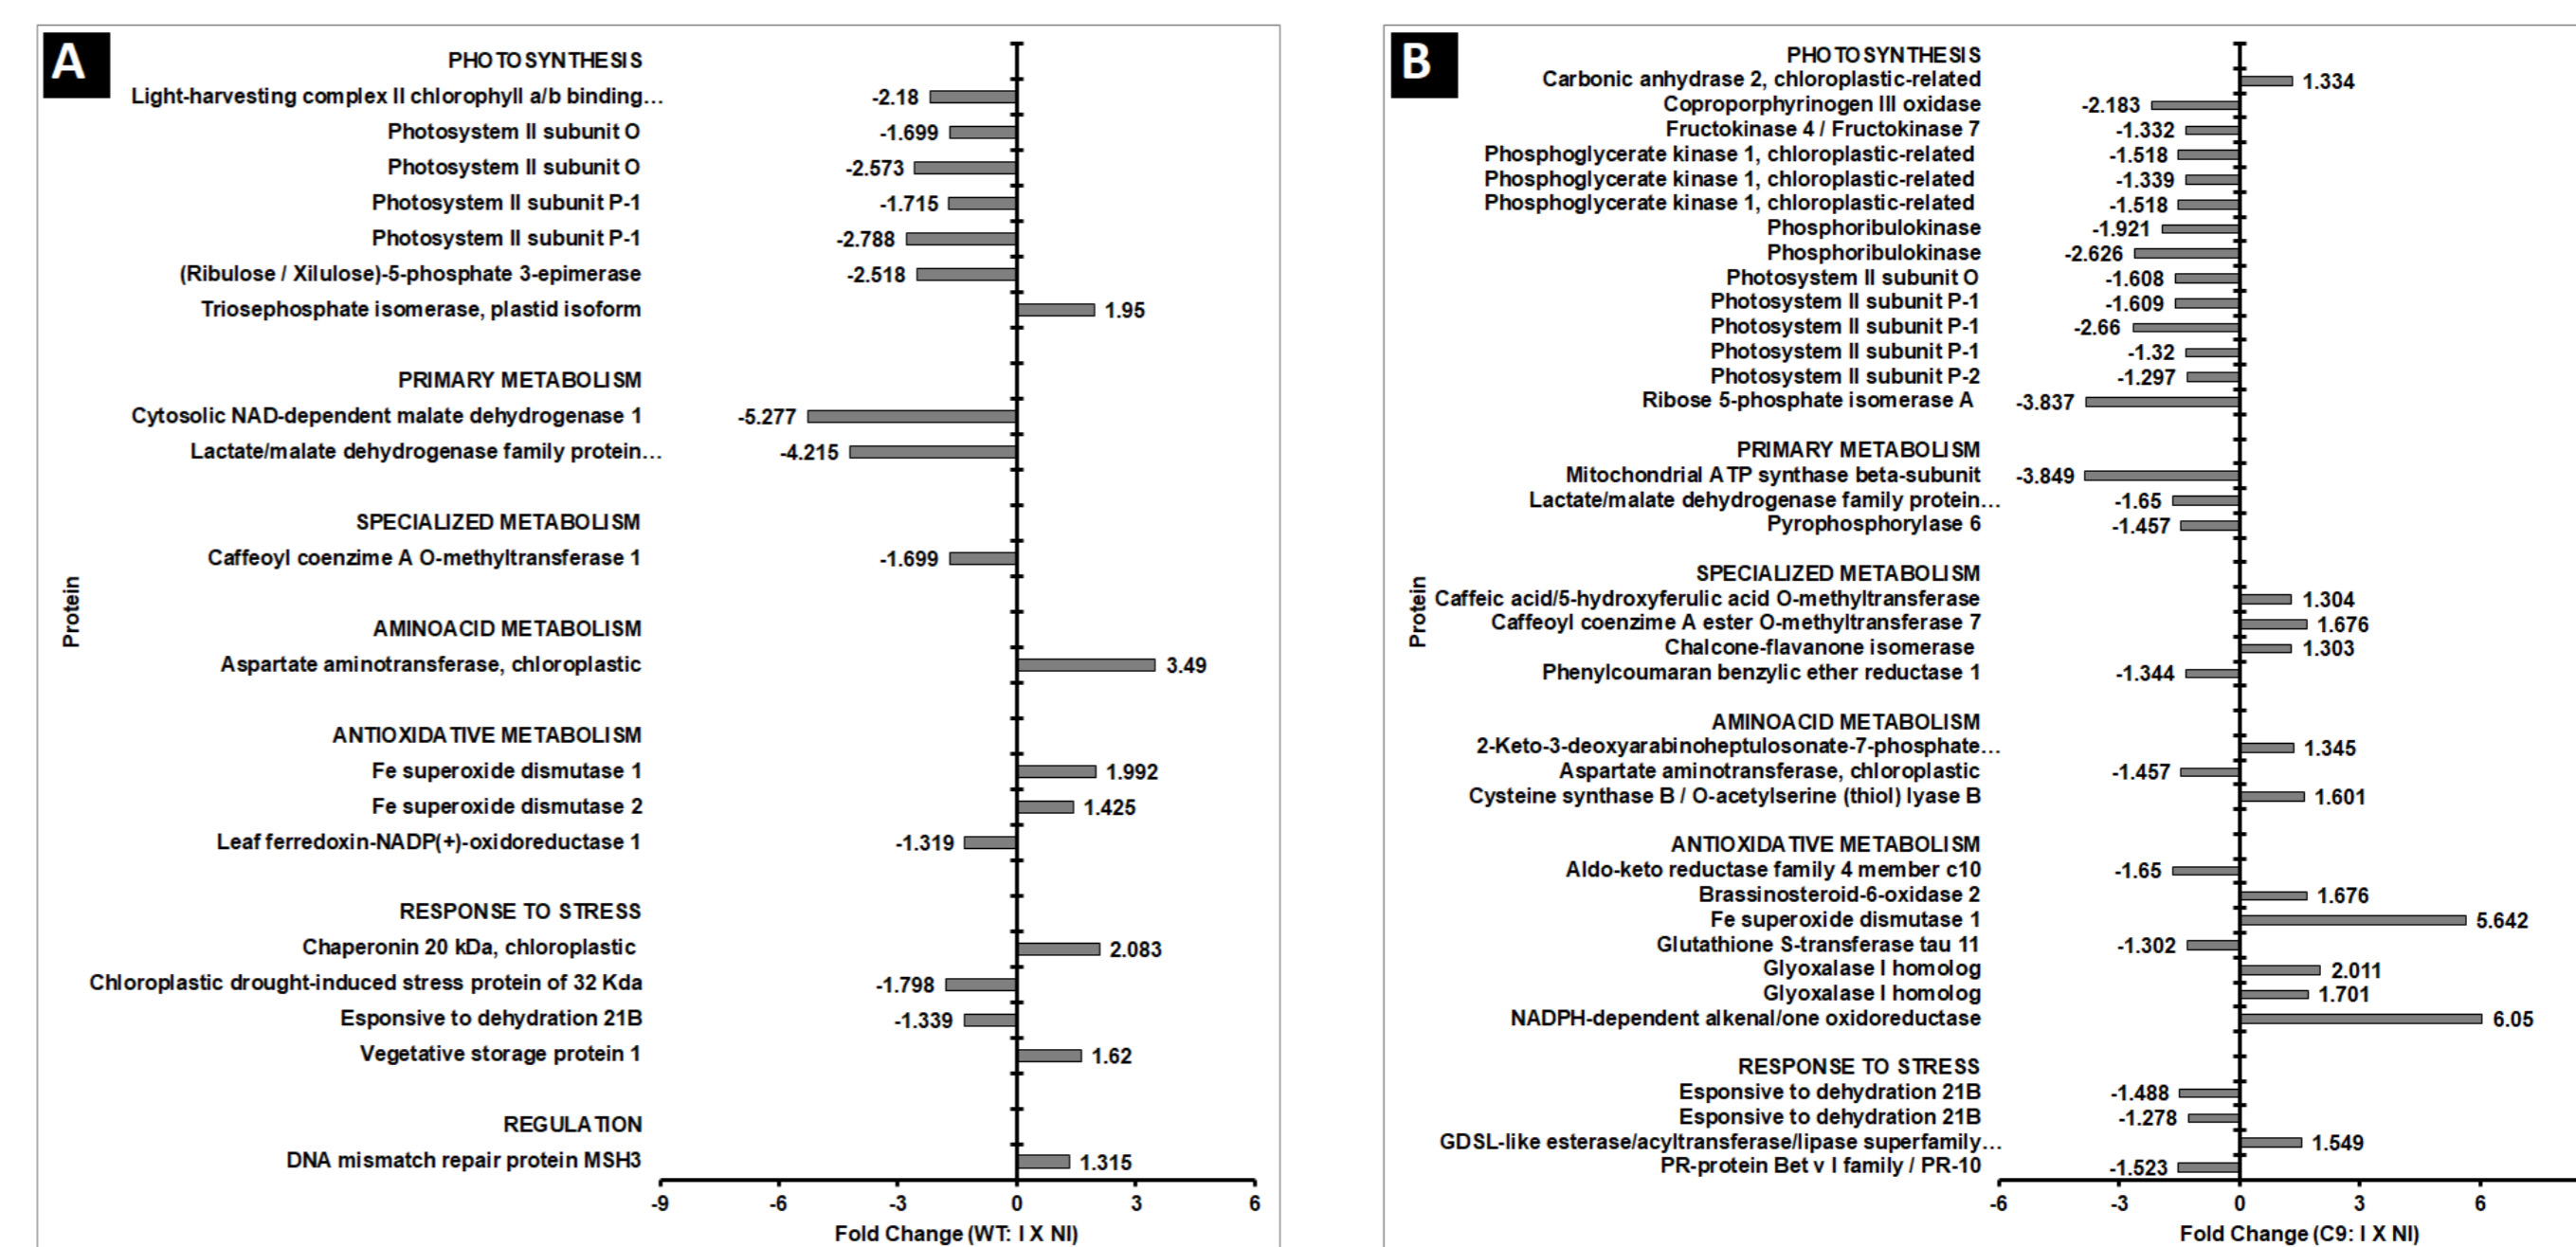 A
PHOTOSYNTHESIS
Light-harvesting complex II chlorophyll a/b binding… -2.18
Photosystem II subunit O -1.699
Photosystem II subunit O -2.573
Photosystem II subunit P-1 -1.715
Photosystem II subunit P-1 -2.788
(Ribulose / Xilulose)-5-phosphate 3-epimerase -2.518
Triosephosphate isomerase, plastid isoform 1.95
PRIMARY METABOLISM
Cytosolic NAD-dependent malate dehydrogenase 1 -5.277
Lactate/malate dehydrogenase family protein… -4.215
SPECIALIZED METABOLISM
Caffeoyl coenzime A O-methyltransferase 1 -1.699
Protein
AMINOACID METABOLISM
Aspartate aminotransferase, chloroplastic 3.49
ANTIOXIDATIVE METABOLISM
Fe superoxide dismutase 1 1.992
Fe superoxide dismutase 2 1.425
Leaf ferredoxin-NADP(+)-oxidoreductase 1 -1.319
RESPONSE TO STRESS
Chaperonin 20 kDa, chloroplastic 2.083
Chloroplastic drought-induced stress protein of 32 Kda -1.798
Esponsive to dehydration 21B -1.339
Vegetative storage protein 1 1.62
REGULATION
DNA mismatch repair protein MSH3 1.315
-9 -6 -3 0 3 6
Fold Change (WT: I X NI)
B
PHOTOSYNTHESIS
Carbonic anhydrase 2, chloroplastic-related 1.334
Coproporphyrinogen III oxidase -2.183
Fructokinase 4 / Fructokinase 7 -1.332
Phosphoglycerate kinase 1, chloroplastic-related -1.518
Phosphoglycerate kinase 1, chloroplastic-related -1.339
Phosphoglycerate kinase 1, chloroplastic-related -1.518
Phosphoribulokinase -1.921
Phosphoribulokinase -2.626
Photosystem II subunit O -1.608
Photosystem II subunit P-1 -1.609
Photosystem II subunit P-1 -2.66
Photosystem II subunit P-1 -1.32
Photosystem II subunit P-2 -1.297
Ribose 5-phosphate isomerase A -3.837
PRIMARY METABOLISM
Mitochondrial ATP synthase beta-subunit -3.849
Lactate/malate dehydrogenase family protein… -1.65
Pyrophosphorylase 6 -1.457
SPECIALIZED METABOLISM
Caffeic acid/5-hydroxyferulic acid O-methyltransferase 1.304
Protein
Caffeoyl coenzime A ester O-methyltransferase 7 1.676
Chalcone-flavanone isomerase 1.303
Phenylcoumaran benzylic ether reductase 1 -1.344
AMINOACID METABOLISM
2-Keto-3-deoxyarabinoheptulosonate-7-phosphate… 1.345
Aspartate aminotransferase, chloroplastic -1.457
Cysteine synthase B / O-acetylserine (thiol) lyase B 1.601
ANTIOXIDATIVE METABOLISM
Aldo-keto reductase family 4 member c10 -1.65
Brassinosteroid-6-oxidase 2 1.676
Fe superoxide dismutase 1 5.642
Glutathione S-transferase tau 11 -1.302
Glyoxalase I homolog 2.011
Glyoxalase I homolog 1.701
NADPH-dependent alkenal/one oxidoreductase 6.05
RESPONSE TO STRESS
Esponsive to dehydration 21B -1.488
Esponsive to dehydration 21B -1.278
GDSL-like esterase/acyltransferase/lipase superfamily… 1.549
PR-protein Bet v I family / PR-10 -1.523
-6 -3 0 3 6
Fold Change (C9: I X NI)